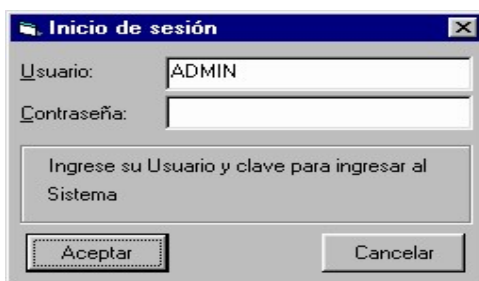 Inicio de sesión
Usuario: ADMIN
Contraseña:
Ingrese su Usuario y clave para ingresar al
Sistema
Aceptar Cancelar